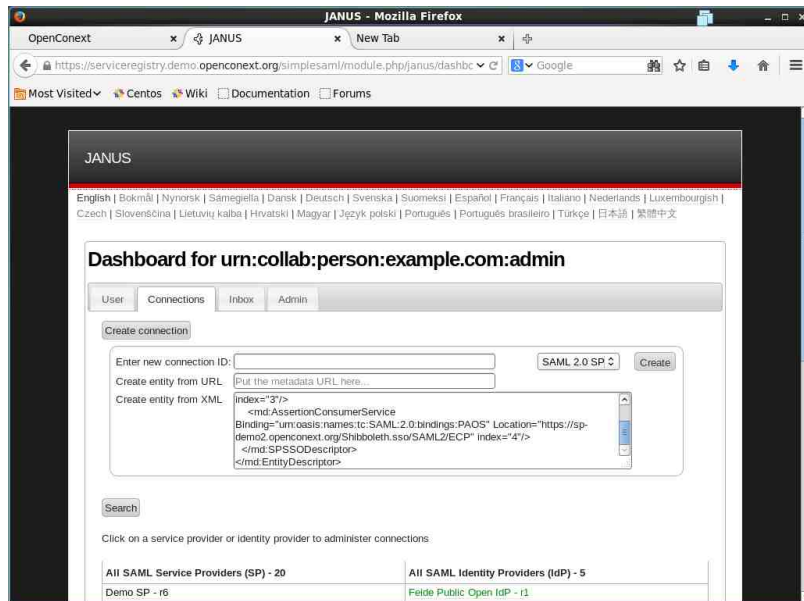 JANUS - Mozilla Firefox
OpenConext
JANUS
New Tab
https://serviceregistry.demo.openconext.org/simplesaml/module.php/janus/dashbc
Google
Most Visited
Centos
Wiki
Documentation
Forums
JANUS
English | Bokmål | Nynorsk | Sámegiella | Dansk | Deutsch | Svenska | Suomeksi | Español | Français | Italiano | Nederlands | Luxembourgish |
Czech | Slovenščina | Lietuvių kalba | Hrvatski | Magyar | Język polski | Português | Português brasileiro | Türkçe | 日本語 | 繁體中文
Dashboard for urn:collab:person:example.com:admin
User
Connections
Inbox
Admin
Create connection
Enter new connection ID:
SAML 2.0 SP
Create
Create entity from URL
Put the metadata URL here...
Create entity from XML
index="3"/>
<md:AssertionConsumerService
Binding="urn:oasis:names:tc:SAML:2.0:bindings:PAOS" Location="https://sp-
demo2.openconext.org/Shibboleth.sso/SAML2/ECP" index="4"/>
</md:SPSSODescriptor>
</md:EntityDescriptor>
Search
Click on a service provider or identity provider to administer connections
All SAML Service Providers (SP) - 20
All SAML Identity Providers (IdP) - 5
Demo SP - r6
Feide Public Open IdP - r1